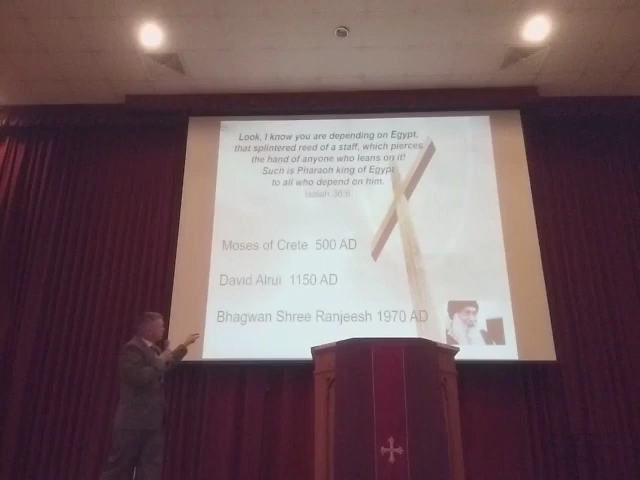 Look, I know you are depending on Egypt,
that splintered reed of a staff, which pierces
the hand of anyone who leans on it!
Such is Pharaoh king of Egypt
to all who depend on him.
Isaiah 36:6
Moses of Crete 500 AD
David Alrui 1150 AD
Bhagwan Shree Ranjeesh 1970 AD